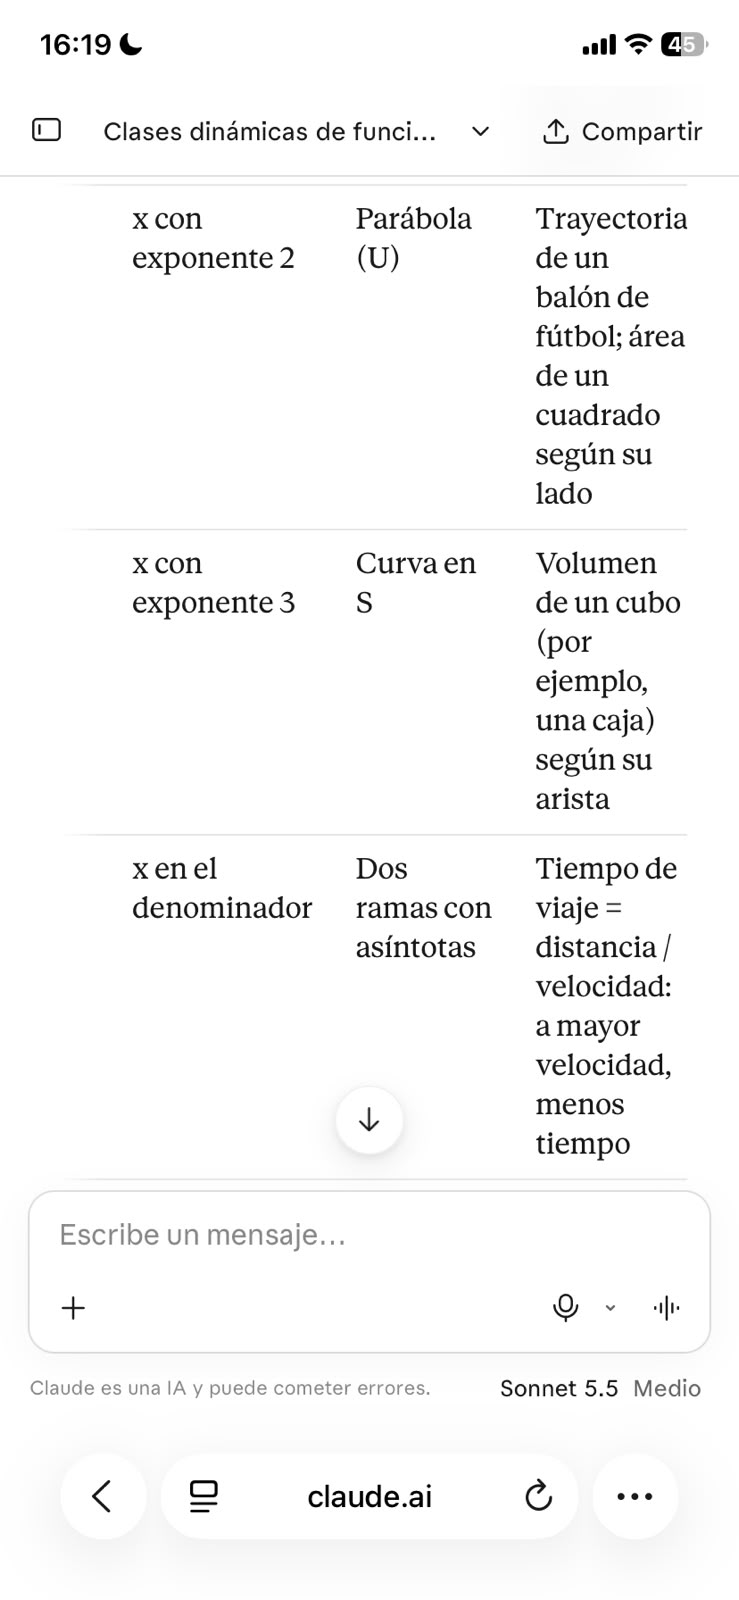 16:19
45
Clases dinámicas de funci...
Compartir
x con
exponente 2
Parábola
(U)
Trayectoria
de un
balón de
fútbol; área
de un
cuadrado
según su
lado
x con
exponente 3
Curva en
S
Volumen
de un cubo
(por
ejemplo,
una caja)
según su
arista
x en el
denominador
Dos
ramas con
asíntotas
Tiempo de
viaje =
distancia /
velocidad:
a mayor
velocidad,
menos
tiempo
Escribe un mensaje...
Claude es una IA y puede cometer errores.
Sonnet 5.5 Medio
claude.ai